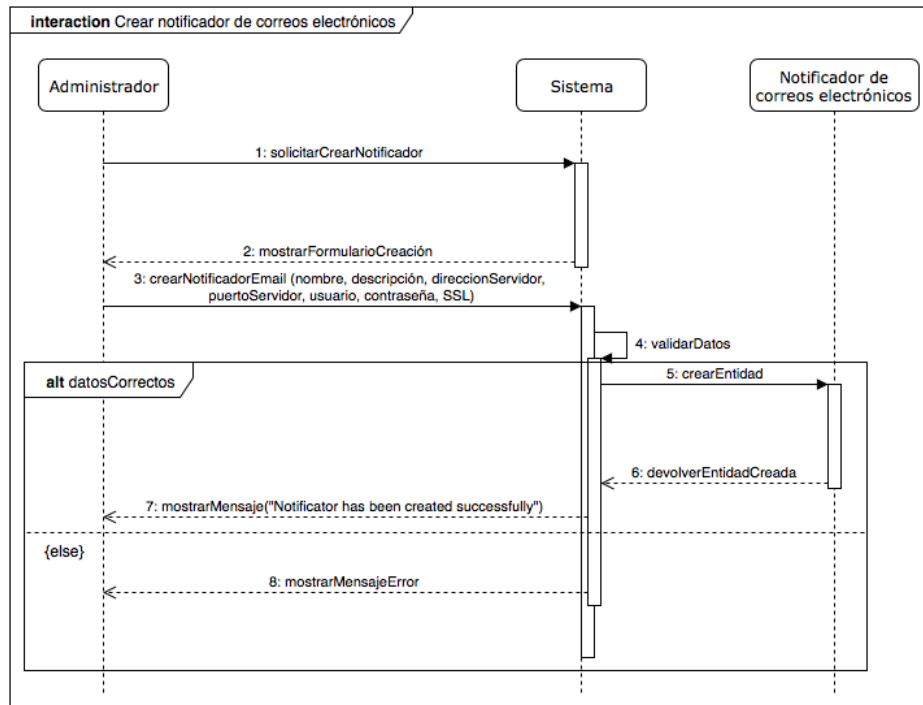 interaction Crear notificador de correos electrónicos
Administrador
Sistema
Notificador de
correos electrónicos
1: solicitarCrearNotificador
2: mostrarFormularioCreación
3: crearNotificadorEmail (nombre, descripción, direccionServidor,
puertoServidor, usuario, contraseña, SSL)
4: validarDatos
alt datosCorrectos
5: crearEntidad
6: devolverEntidadCreada
7: mostrarMensaje("Notificator has been created successfully")
{else}
8: mostrarMensajeError